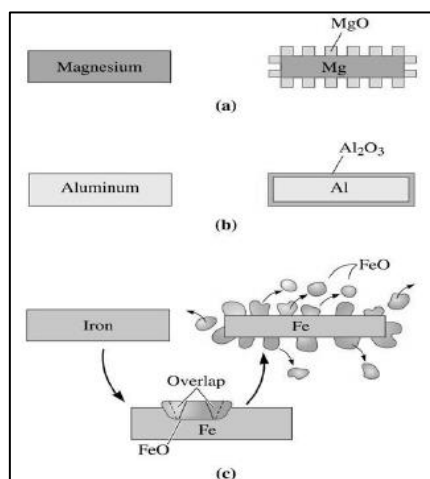 MgO
Magnesium
Mg
(a)
Al₂O₃
Aluminum
Al
(b)
FeO
Iron
Fe
Overlap
Fe
FeO
(c)